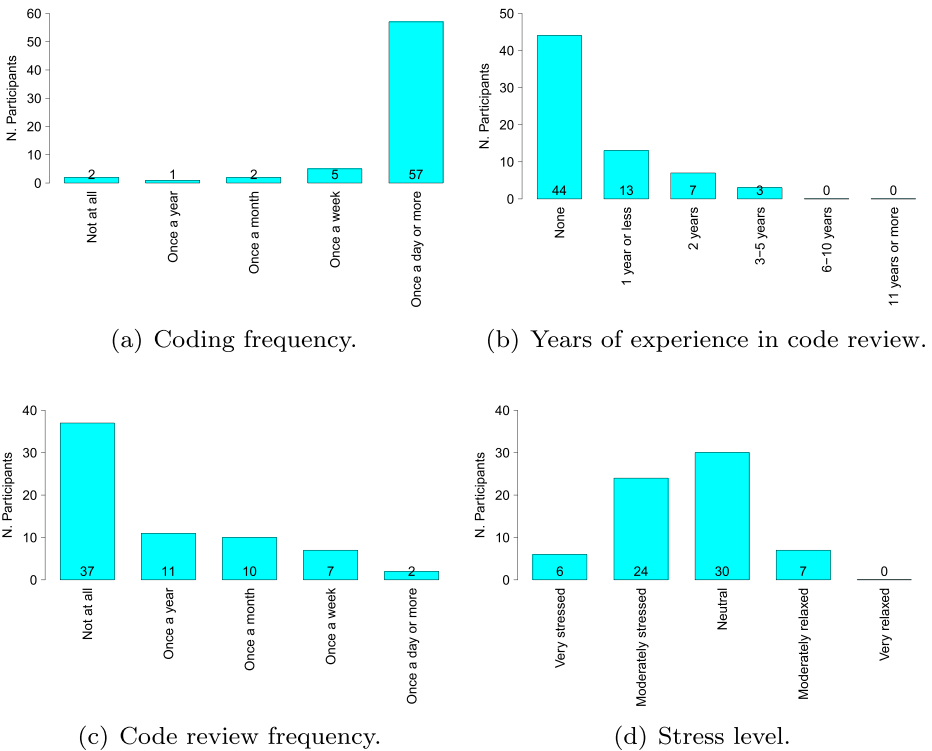 N. Participants
60
50
40
30
20
10
0
2
1
2
5
57
Not at all
Once a year
Once a month
Once a week
Once a day or more
(a) Coding frequency.
N. Participants
50
40
30
20
10
0
44
13
7
3
0
0
None
1 year or less
2 years
3−5 years
6−10 years
11 years or more
(b) Years of experience in code review.
N. Participants
40
30
20
10
0
37
11
10
7
2
Not at all
Once a year
Once a month
Once a week
Once a day or more
(c) Code review frequency.
N. Participants
40
30
20
10
0
6
24
30
7
0
Very stressed
Moderately stressed
Neutral
Moderately relaxed
Very relaxed
(d) Stress level.